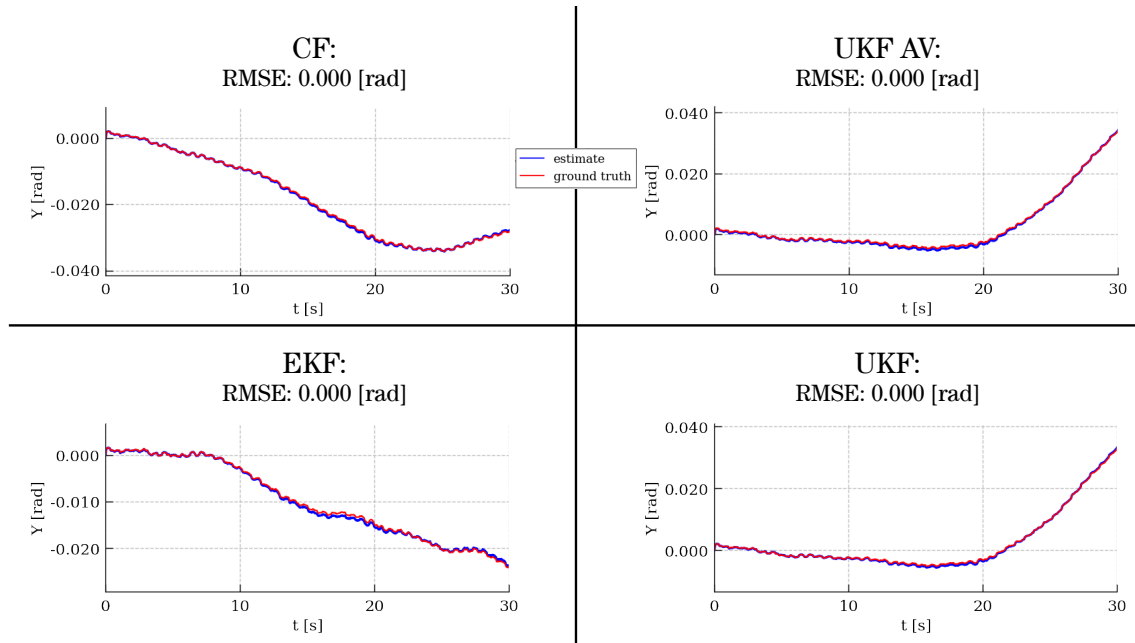 CF:
RMSE: 0.000 [rad]
0.000
-0.020
-0.040
Y [rad]
0
10
20
30
t [s]
estimate
ground truth
UKF AV:
RMSE: 0.000 [rad]
0.040
0.020
0.000
Y [rad]
0
10
20
30
t [s]
EKF:
RMSE: 0.000 [rad]
0.000
-0.010
-0.020
Y [rad]
0
10
20
30
t [s]
UKF:
RMSE: 0.000 [rad]
0.040
0.020
0.000
Y [rad]
0
10
20
30
t [s]